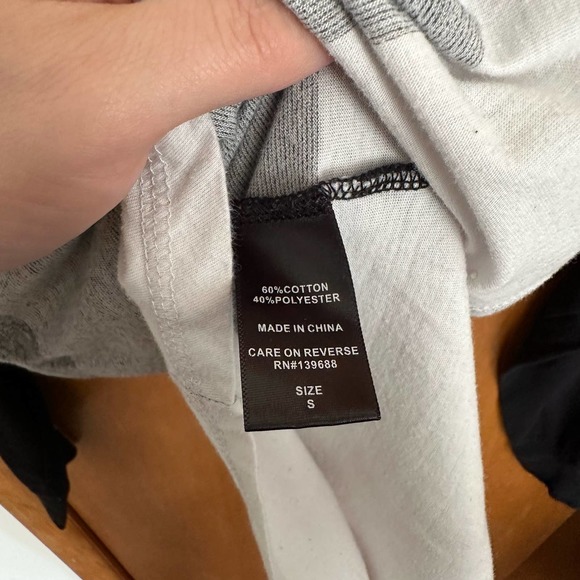 60%COTTON
40%POLYESTER
MADE IN CHINA
CARE ON REVERSE
RN#139688
SIZE
S